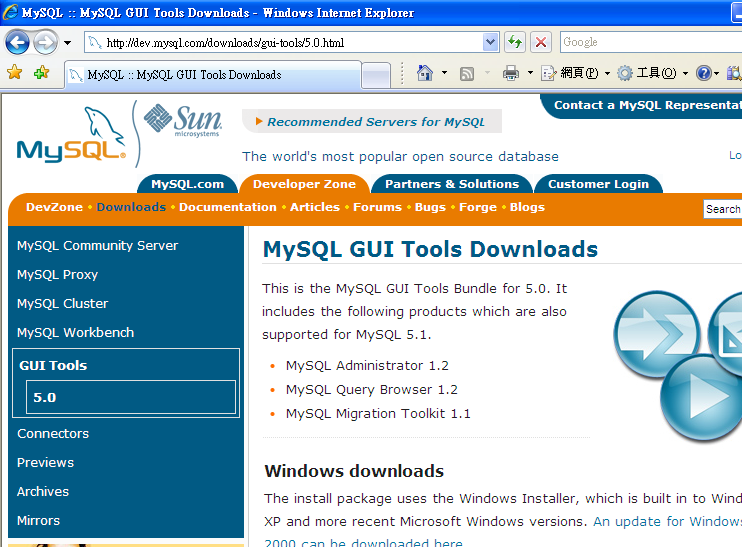 MySQL :: MySQL GUI Tools Downloads - Windows Internet Explorer
http://dev.mysql.com/downloads/gui-tools/5.0.html
Google
MySQL :: MySQL GUI Tools Downloads
網頁(P)
工具(O)
MySQL
Sun
microsystems
Recommended Servers for MySQL
Contact a MySQL Representat
The world's most popular open source database
Lo
MySQL.com
Developer Zone
Partners & Solutions
Customer Login
DevZone Downloads Documentation Articles Forums Bugs Forge Blogs
Search
MySQL Community Server
MySQL Proxy
MySQL Cluster
MySQL Workbench
GUI Tools
5.0
Connectors
Previews
Archives
Mirrors
MySQL GUI Tools Downloads
This is the MySQL GUI Tools Bundle for 5.0. It
includes the following products which are also
supported for MySQL 5.1.
MySQL Administrator 1.2
MySQL Query Browser 1.2
MySQL Migration Toolkit 1.1
Windows downloads
The install package uses the Windows Installer, which is built in to Wind
XP and more recent Microsoft Windows versions. An update for Windows
2000 can be downloaded here